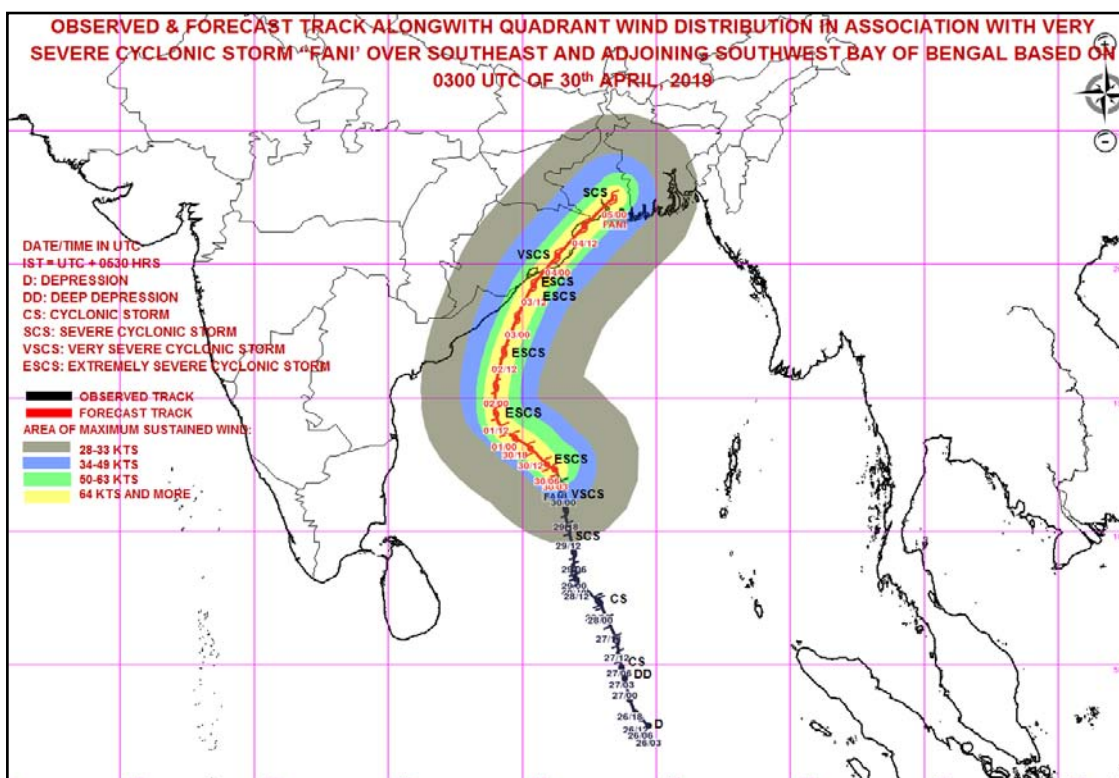 OBSERVED & FORECAST TRACK ALONGWITH QUADRANT WIND DISTRIBUTION IN ASSOCIATION WITH VERY
SEVERE CYCLONIC STORM "FANI' OVER SOUTHEAST AND ADJOINING SOUTHWEST BAY OF BENGAL BASED ON
0300 UTC OF 30th APRIL, 2019
DATE/TIME IN UTC
IST = UTC + 0530 HRS
D: DEPRESSION
DD: DEEP DEPRESSION
CS: CYCLONIC STORM
SCS: SEVERE CYCLONIC STORM
VSCS: VERY SEVERE CYCLONIC STORM
ESCS: EXTREMELY SEVERE CYCLONIC STORM
OBSERVED TRACK
FORECAST TRACK
AREA OF MAXIMUM SUSTAINED WIND:
28-33 KTS
34-49 KTS
50-63 KTS
64 KTS AND MORE
SCS
05/00
FANI
04/12
VSCS
04/00
ESCS
ESCS
03/12
03/00
ESCS
02/12
02/00
ESCS
01/12
01/00
30/18
ESCS
30/12
30/06
VSCS
30/00
SCS
29/12
29/06
29/00
28/12
CS
28/00
27/12
CS
27/06
DD
27/03
27/00
26/18
D
26/06
26/03